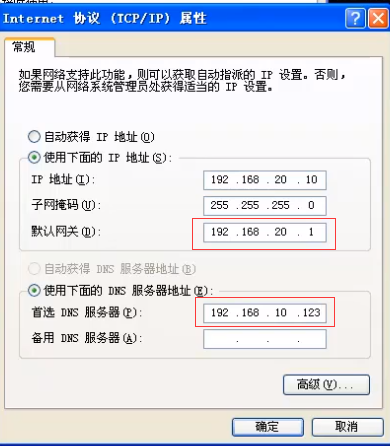 Internet 协议 (TCP/IP) 属性
常规
如果网络支持此功能，则可以获取自动指派的 IP 设置。否则，
您需要从网络系统管理员处获得适当的 IP 设置。
自动获得 IP 地址(O)
使用下面的 IP 地址(S):
IP 地址(I): 192 .168 .20 .10
子网掩码(U): 255 .255 .255 .0
默认网关(D): 192 .168 .20 .1
自动获得 DNS 服务器地址(B)
使用下面的 DNS 服务器地址(E):
首选 DNS 服务器(P): 192 .168 .10 .123
备用 DNS 服务器(A): . . .
高级(V)...
确定 取消